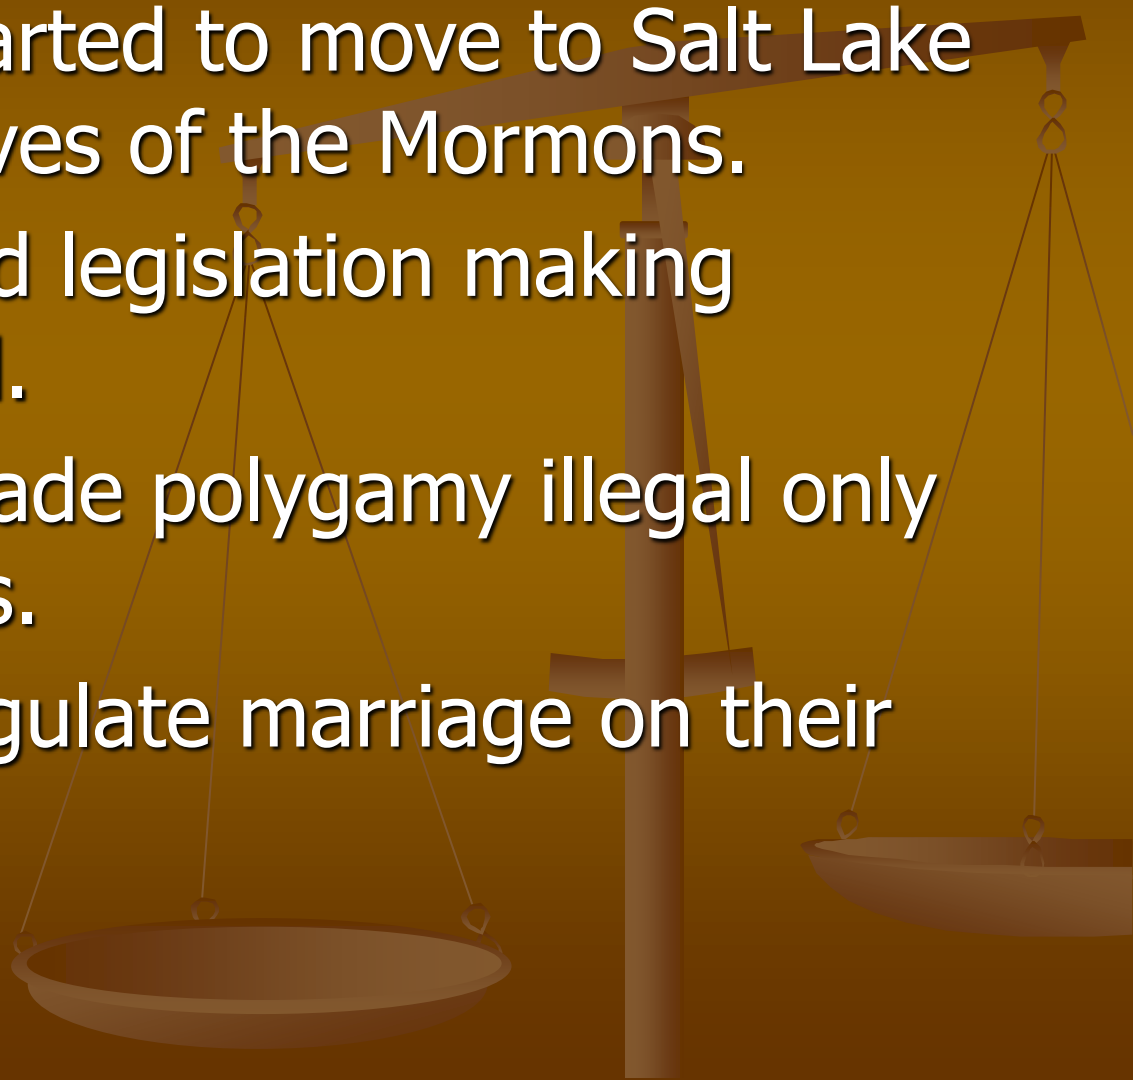 arted to move to Salt Lake
ves of the Mormons.
d legislation making
.
ade polygamy illegal only
s.
gulate marriage on their